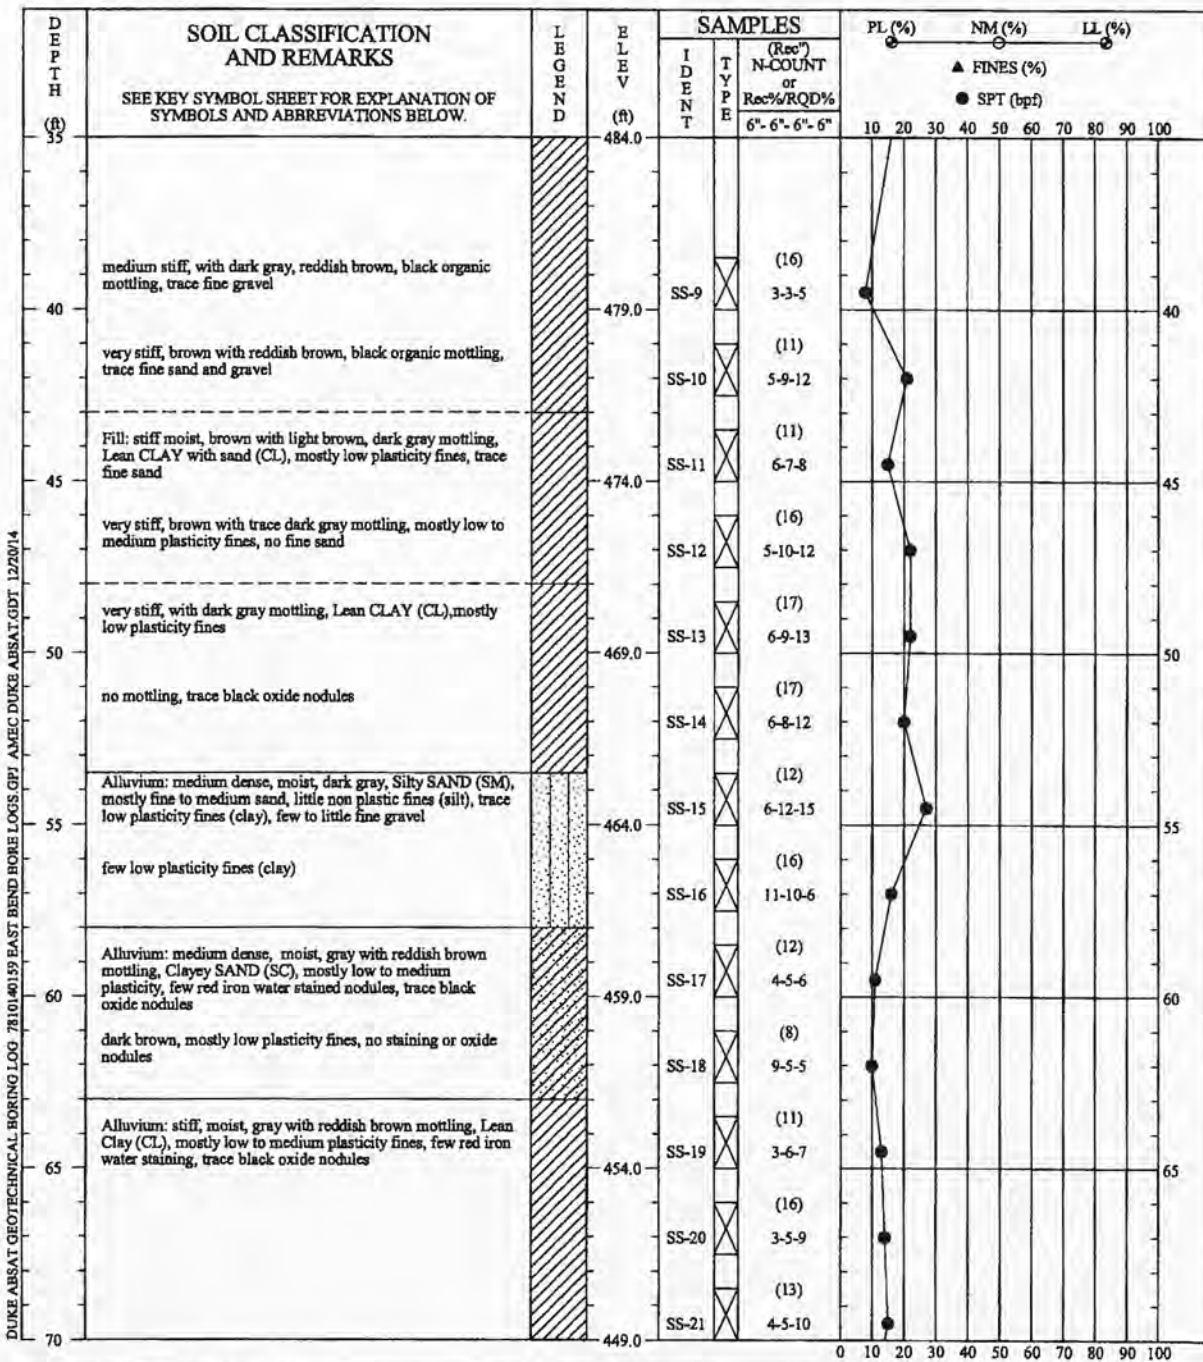 DEPTH
(ft)
SOIL CLASSIFICATION
AND REMARKS
SEE KEY SYMBOL SHEET FOR EXPLANATION OF
SYMBOLS AND ABBREVIATIONS BELOW.
LEGEND
ELEV
(ft)
SAMPLES
IDENT
TYPE
(Rec")
N-COUNT
or
Rec%/RQD%
6"- 6"- 6"- 6"
PL (%) NM (%) LL (%)
▲ FINES (%)
● SPT (bpf)
10 20 30 40 50 60 70 80 90 100
35 484.0
medium stiff, with dark gray, reddish brown, black organic
mottling, trace fine gravel
(16)
SS-9 3-3-5
40 479.0 40
very stiff, brown with reddish brown, black organic mottling,
trace fine sand and gravel
(11)
SS-10 5-9-12
Fill: stiff moist, brown with light brown, dark gray mottling,
Lean CLAY with sand (CL), mostly low plasticity fines, trace
fine sand
(11)
SS-11 6-7-8
45 474.0 45
very stiff, brown with trace dark gray mottling, mostly low to
medium plasticity fines, no fine sand
(16)
SS-12 5-10-12
very stiff, with dark gray mottling, Lean CLAY (CL),mostly
low plasticity fines
(17)
SS-13 6-9-13
50 469.0 50
no mottling, trace black oxide nodules
(17)
SS-14 6-8-12
Alluvium: medium dense, moist, dark gray, Silty SAND (SM),
mostly fine to medium sand, little non plastic fines (silt), trace
low plasticity fines (clay), few to little fine gravel
(12)
SS-15 6-12-15
55 464.0 55
few low plasticity fines (clay)
(16)
SS-16 11-10-6
Alluvium: medium dense, moist, gray with reddish brown
mottling, Clayey SAND (SC), mostly low to medium
plasticity, few red iron water stained nodules, trace black
oxide nodules
(12)
SS-17 4-5-6
60 459.0 60
dark brown, mostly low plasticity fines, no staining or oxide
nodules
(8)
SS-18 9-5-5
Alluvium: stiff, moist, gray with reddish brown mottling, Lean
Clay (CL), mostly low to medium plasticity fines, few red iron
water staining, trace black oxide nodules
(11)
SS-19 3-6-7
65 454.0 65
(16)
SS-20 3-5-9
(13)
SS-21 4-5-10
70 449.0
0 10 20 30 40 50 60 70 80 90 100
DUKE ABSAT GEOTECHNICAL BORING LOG 7810140159 EAST BEND BORE LOGS.GPJ AMEC DUKE ABSAT.GDT 12/20/14